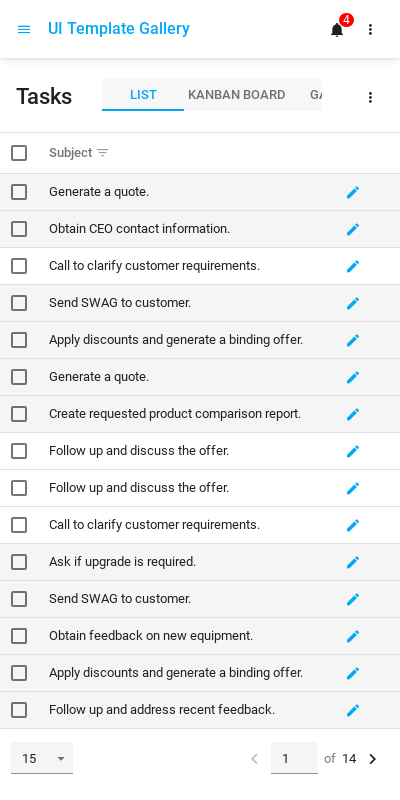 UI Template Gallery
4
Tasks
LIST
KANBAN BOARD
GA
Subject
Generate a quote.
Obtain CEO contact information.
Call to clarify customer requirements.
Send SWAG to customer.
Apply discounts and generate a binding offer.
Generate a quote.
Create requested product comparison report.
Follow up and discuss the offer.
Follow up and discuss the offer.
Call to clarify customer requirements.
Ask if upgrade is required.
Send SWAG to customer.
Obtain feedback on new equipment.
Apply discounts and generate a binding offer.
Follow up and address recent feedback.
15
1 of 14